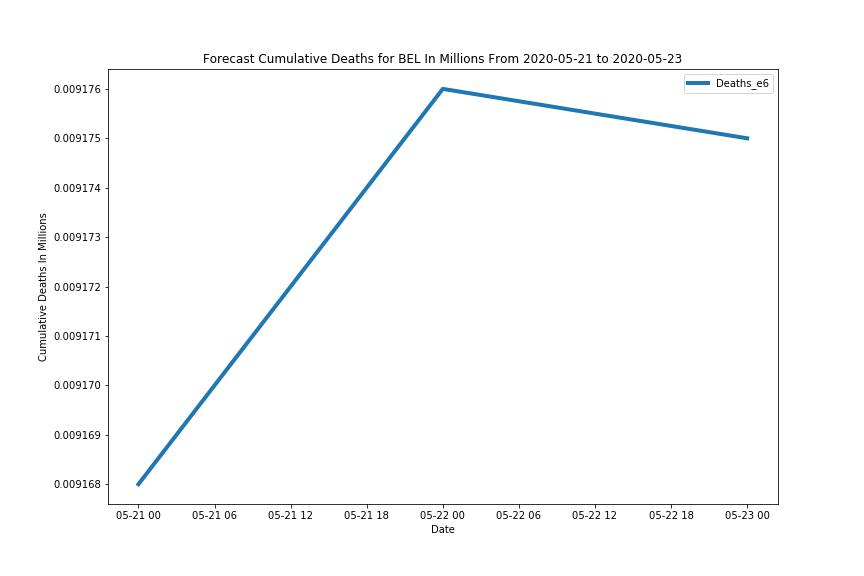 Forecast Cumulative Deaths for BEL In Millions From 2020-05-21 to 2020-05-23
Deaths_e6
Cumulative Deaths In Millions
0.009176
0.009175
0.009174
0.009173
0.009172
0.009171
0.009170
0.009169
0.009168
05-21 00 05-21 06 05-21 12 05-21 18 05-22 00 05-22 06 05-22 12 05-22 18 05-23 00
Date